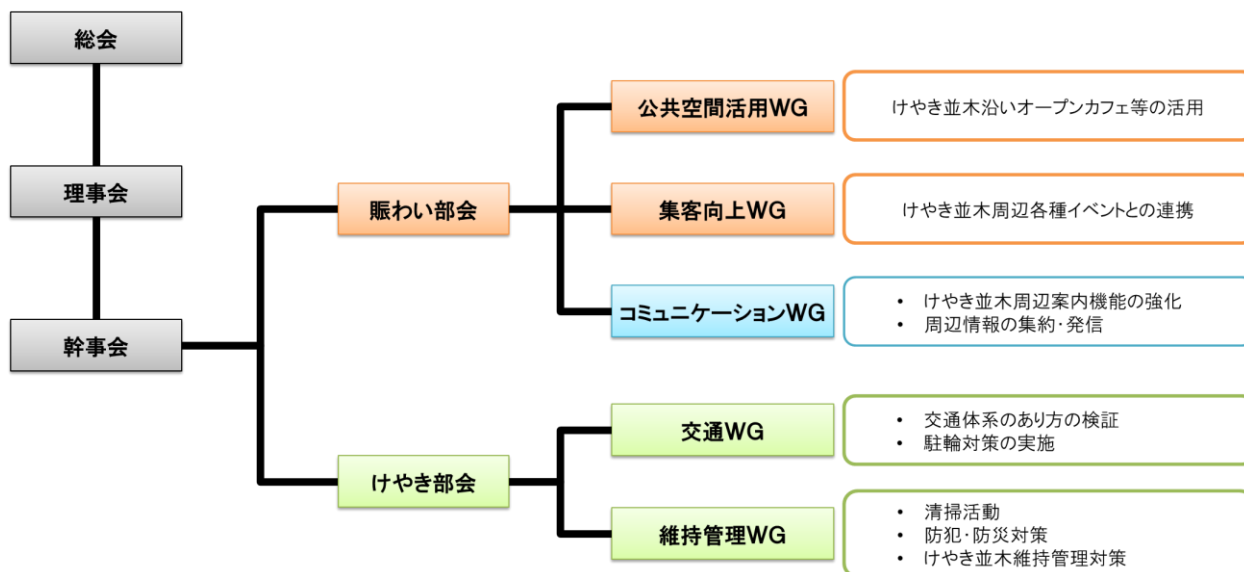 総会
理事会
幹事会
賑わい部会
公共空間活用WG
けやき並木沿いオープンカフェ等の活用
集客向上WG
けやき並木周辺各種イベントとの連携
コミュニケーションWG
• けやき並木周辺案内機能の強化
• 周辺情報の集約・発信
けやき部会
交通WG
• 交通体系のあり方の検証
• 駐輪対策の実施
維持管理WG
• 清掃活動
• 防犯・防災対策
• けやき並木維持管理対策